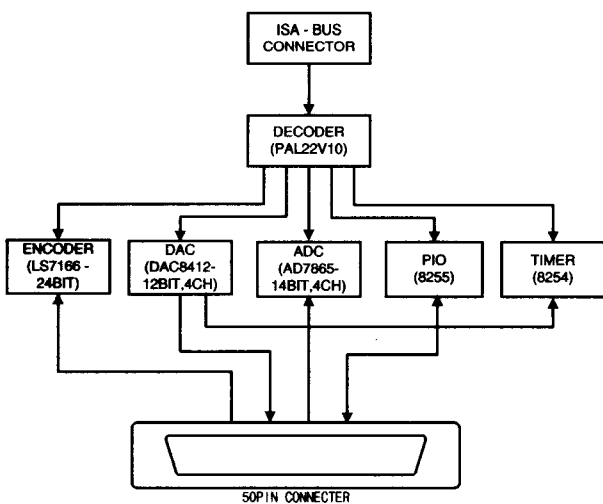 ISA - BUS
CONNECTOR
DECODER
(PAL22V10)
ENCODER
(LS7166 -
24BIT)
DAC
(DAC8412-
12BIT,4CH)
ADC
(AD7865-
14BIT,4CH)
PIO
(8255)
TIMER
(8254)
50PIN CONNECTER